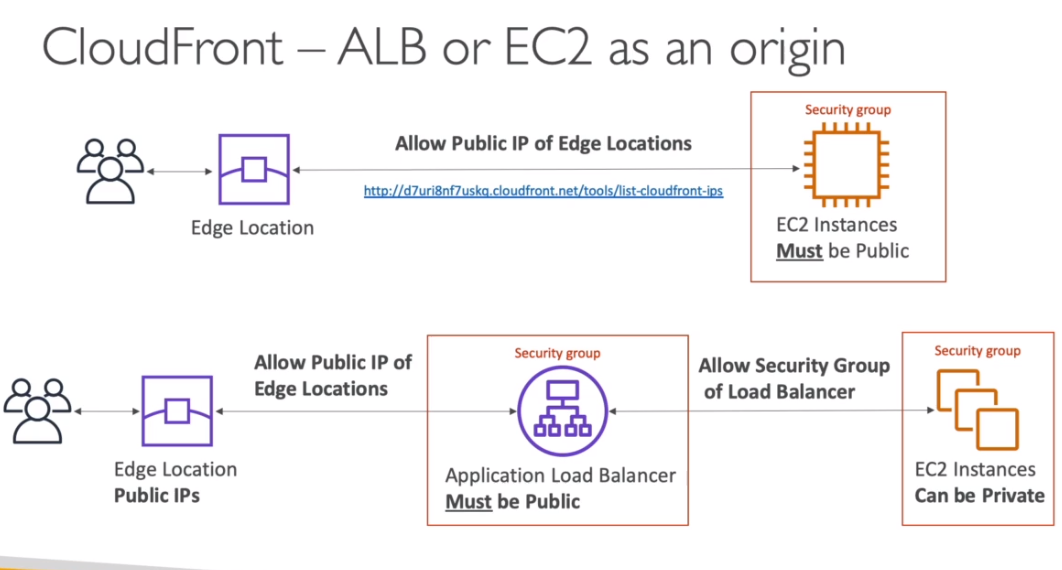 CloudFront – ALB or EC2 as an origin
Security group
Allow Public IP of Edge Locations
http://d7uri8nf7uskq.cloudfront.net/tools/list-cloudfront-ips
Edge Location
EC2 Instances
Must be Public
Security group
Security group
Allow Public IP of
Edge Locations
Allow Security Group
of Load Balancer
Edge Location
Public IPs
Application Load Balancer
Must be Public
EC2 Instances
Can be Private